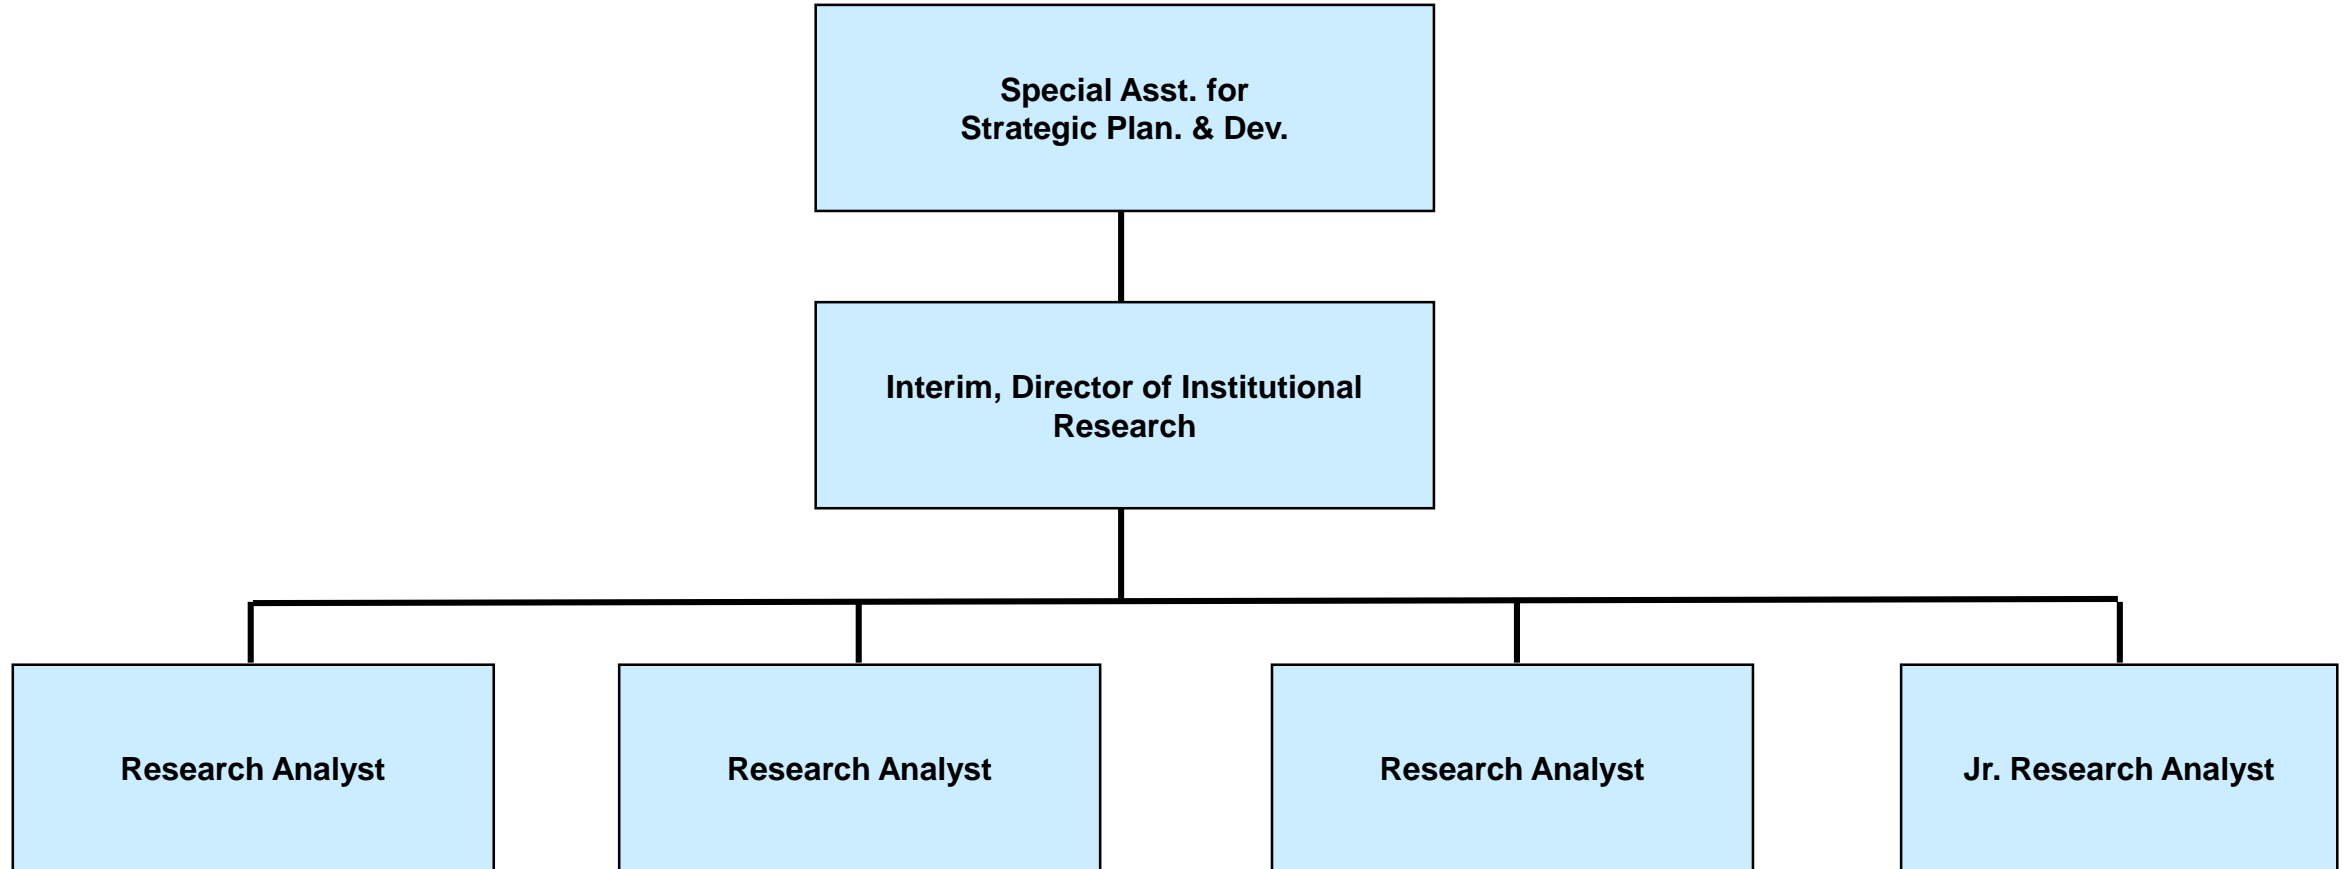 Special Asst. for
Strategic Plan. & Dev.
Interim, Director of Institutional
Research
Research Analyst
Research Analyst
Research Analyst
Jr. Research Analyst